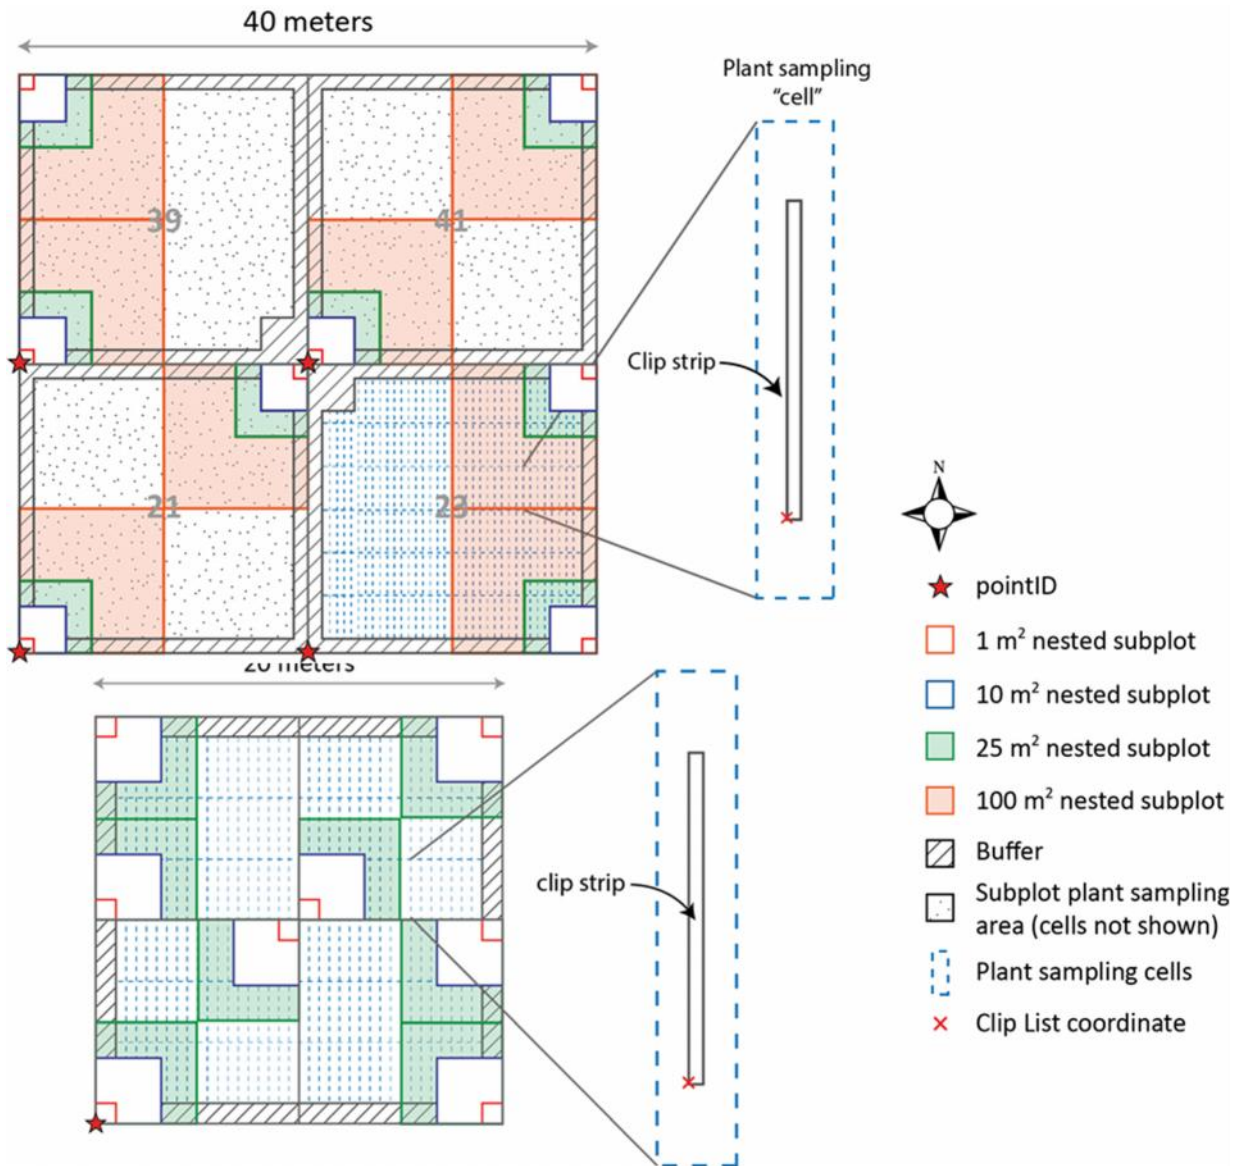 40 meters
Plant sampling
“cell”
39
41
Clip strip
21
23
N
pointID
1 m² nested subplot
20 meters
10 m² nested subplot
25 m² nested subplot
100 m² nested subplot
Buffer
clip strip
Subplot plant sampling
area (cells not shown)
Plant sampling cells
Clip List coordinate